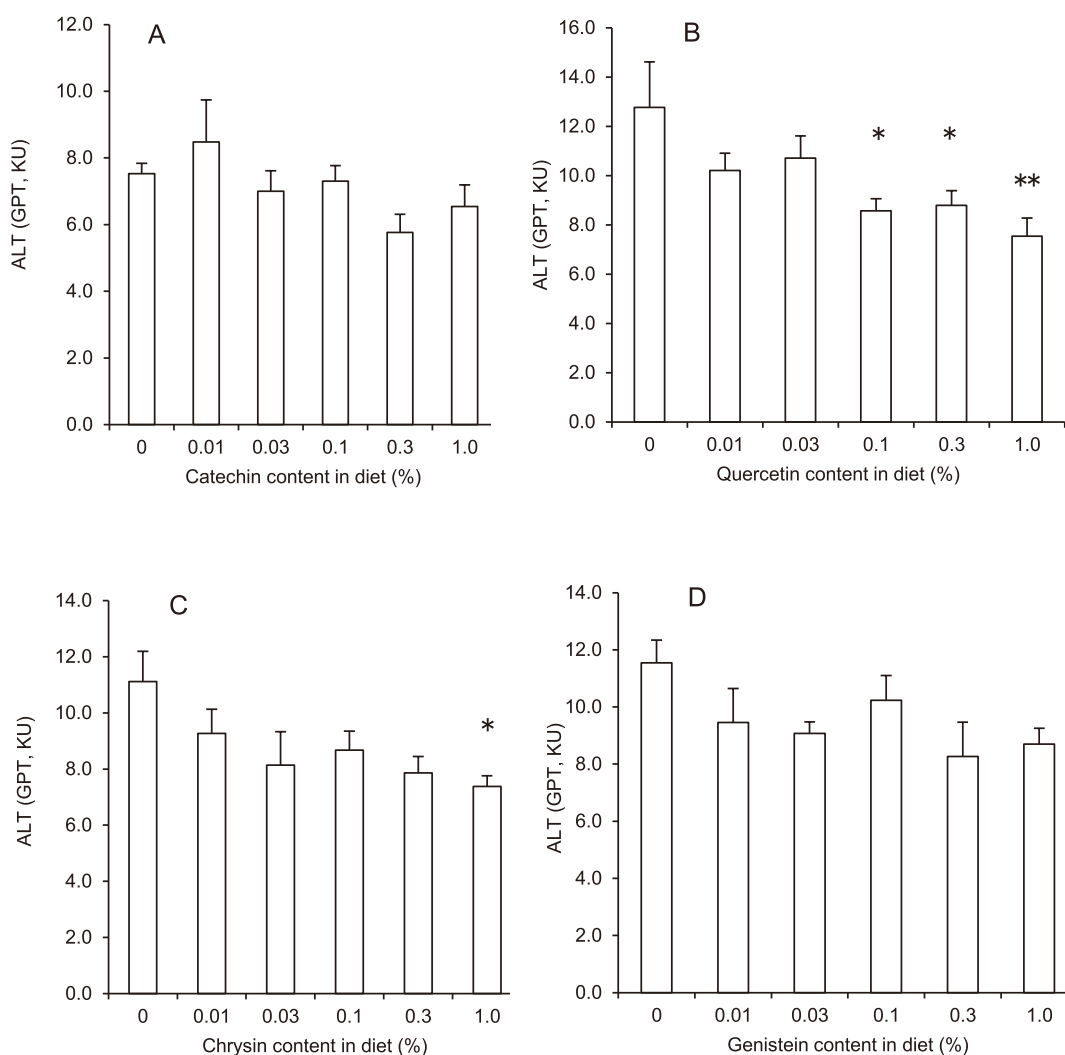 A
12.0
10.0
8.0
6.0
4.0
2.0
0.0
ALT (GPT, KU)
0 0.01 0.03 0.1 0.3 1.0
Catechin content in diet (%)
B
16.0
14.0
12.0
10.0
8.0
6.0
4.0
2.0
0.0
ALT (GPT, KU)
* * **
0 0.01 0.03 0.1 0.3 1.0
Quercetin content in diet (%)
C
14.0
12.0
10.0
8.0
6.0
4.0
2.0
0.0
ALT (GPT, KU)
*
0 0.01 0.03 0.1 0.3 1.0
Chrysin content in diet (%)
D
14.0
12.0
10.0
8.0
6.0
4.0
2.0
0.0
ALT (GPT, KU)
0 0.01 0.03 0.1 0.3 1.0
Genistein content in diet (%)